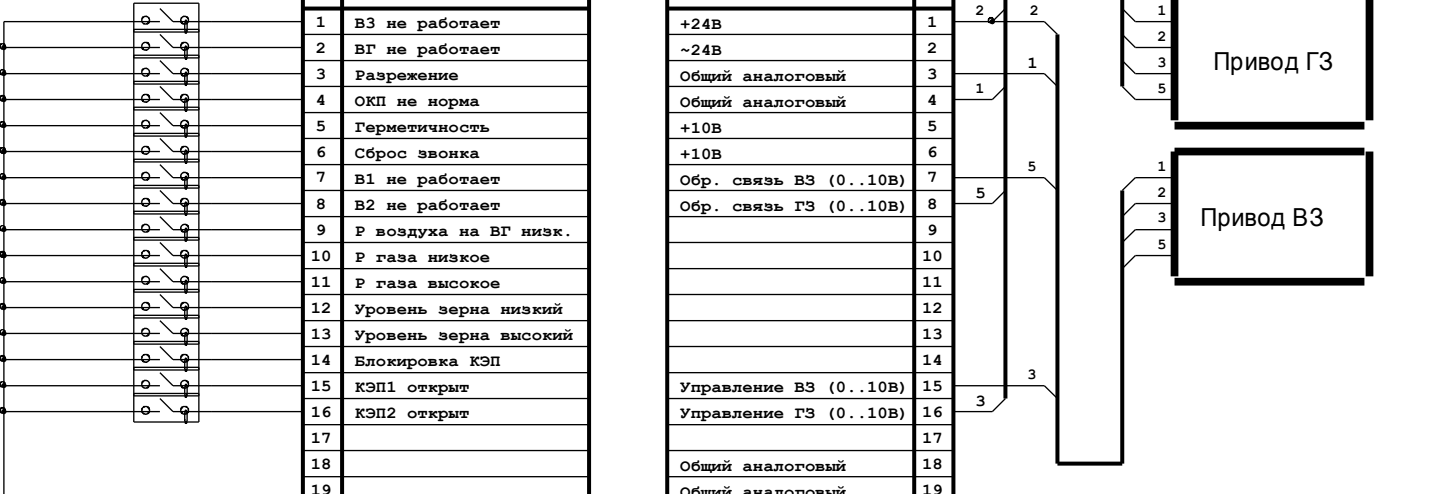 1 ВЗ не работает
2 ВГ не работает
3 Разрежение
4 ОКП не норма
5 Герметичность
6 Сброс звонка
7 В1 не работает
8 В2 не работает
9 Р воздуха на ВГ низк.
10 Р газа низкое
11 Р газа высокое
12 Уровень зерна низкий
13 Уровень зерна высокий
14 Блокировка КЭП
15 КЭП1 открыт
16 КЭП2 открыт
17
18
19
+24В 1 2 2
~24В 2
Общий аналоговый 3 1
Общий аналоговый 4 1
+10В 5
+10В 6
Обр. связь ВЗ (0..10В) 7 5
Обр. связь ГЗ (0..10В) 8 5
9
10
11
12
13
14
Управление ВЗ (0..10В) 15 3
Управление ГЗ (0..10В) 16 3
17
Общий аналоговый 18
Общий аналоговый 19
1
2
3
5
Привод ГЗ
1
2
3
5
Привод ВЗ